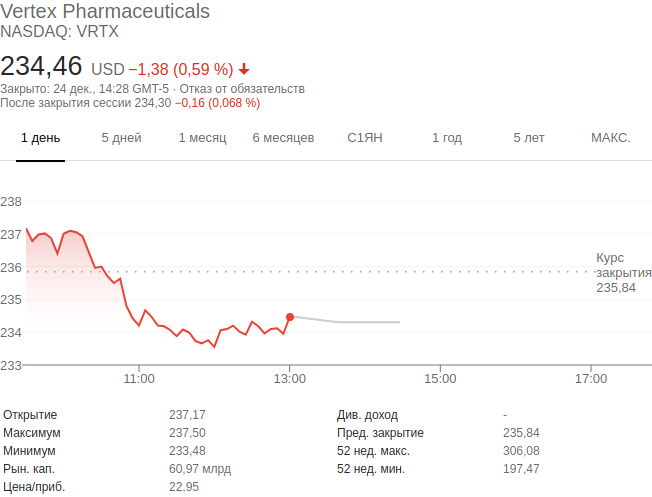 Vertex Pharmaceuticals
NASDAQ: VRTX
234,46 USD −1,38 (0,59 %)
Закрыто: 24 дек., 14:28 GMT-5 · Отказ от обязательств
После закрытия сессии 234,30 −0,16 (0,068 %)
1 день 5 дней 1 месяц 6 месяцев С1ЯН 1 год 5 лет МАКС.
238
237
236
235
234
233
Курс
закрытия
235,84
11:00 13:00 15:00 17:00
Открытие 237,17 Див. доход -
Максимум 237,50 Пред. закрытие 235,84
Минимум 233,48 52 нед. макс. 306,08
Рын. кап. 60,97 млрд 52 нед. мин. 197,47
Цена/приб. 22,95